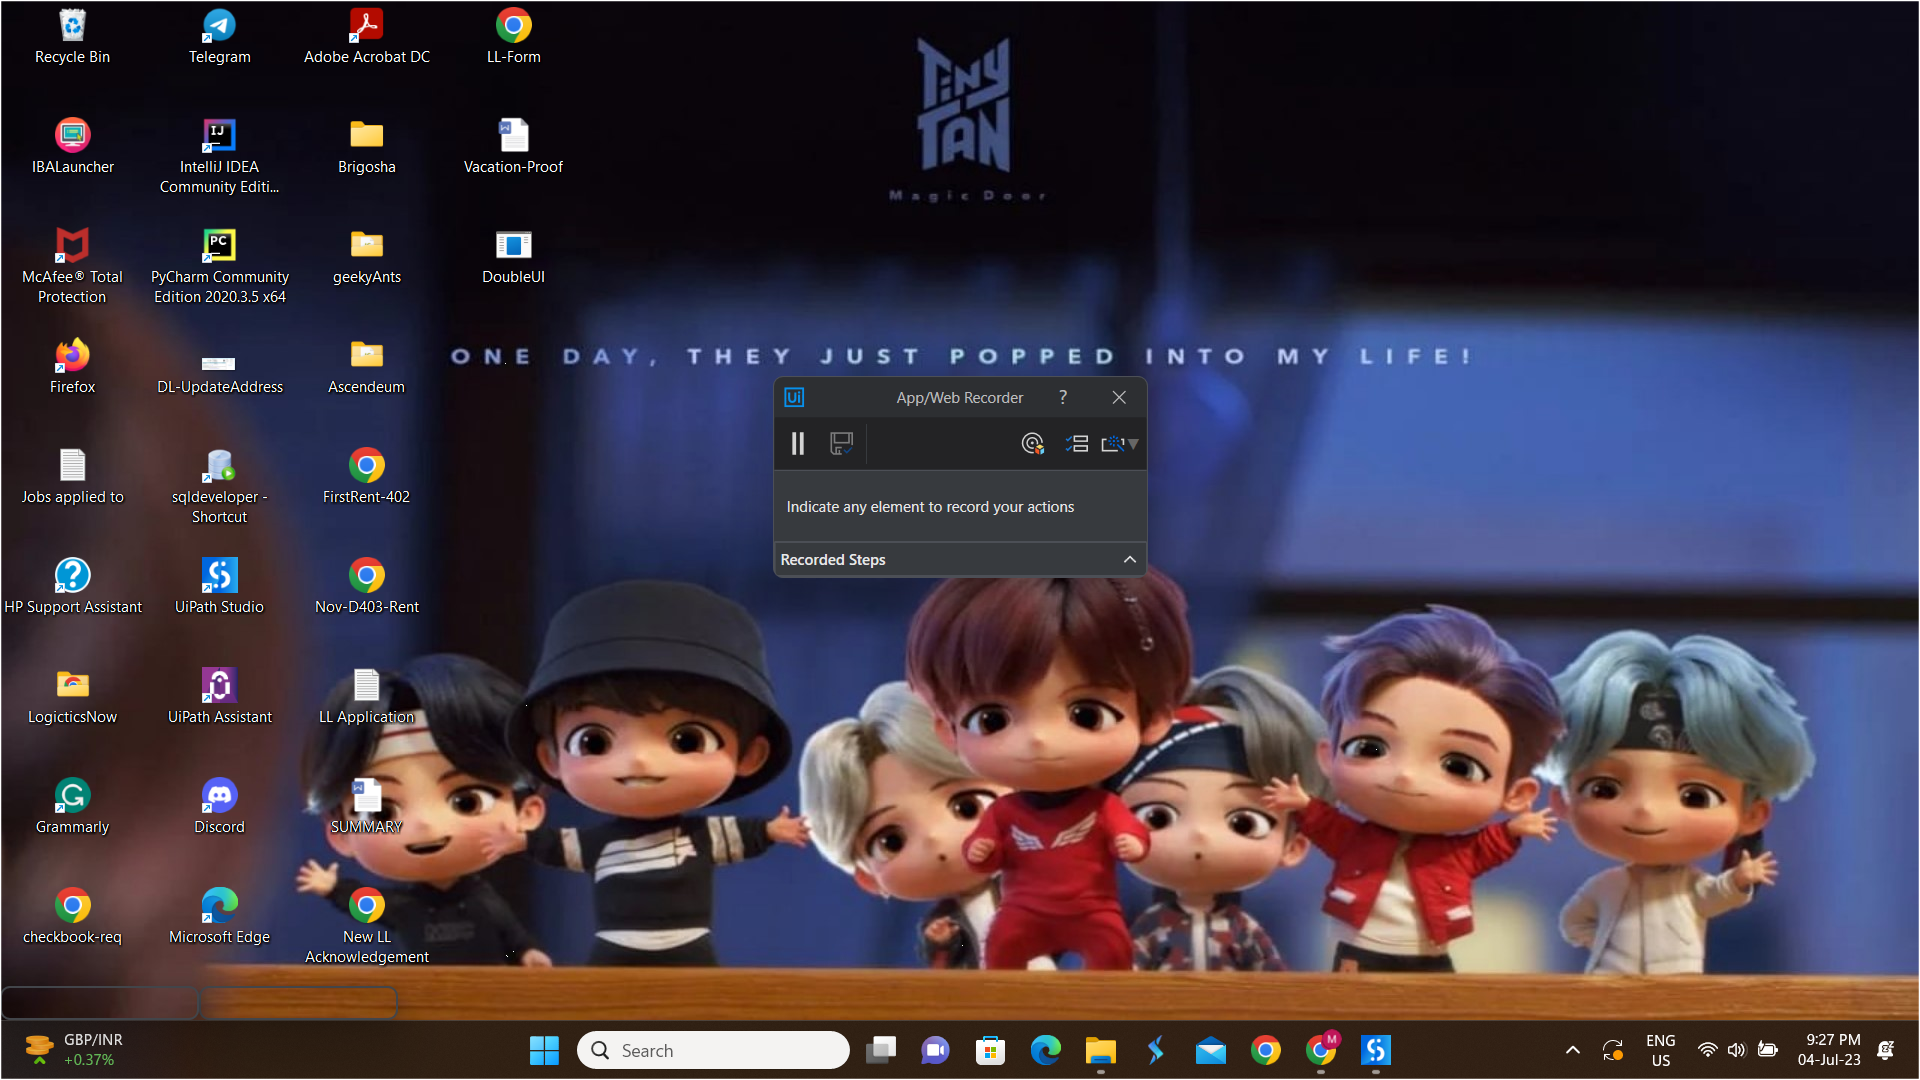 Recycle Bin
Telegram
Adobe Acrobat DC
LL-Form
TiNY
TAN
Magic Door
IBALauncher
IntelliJ IDEA
Community Editi...
Brigosha
Vacation-Proof
McAfee® Total
Protection
PyCharm Community
Edition 2020.3.5 x64
geekyAnts
DoubleUI
Firefox
DL-UpdateAddress
Ascendeum
ONE DAY, THEY JUST POPPED INTO MY LIFE!
Ui
App/Web Recorder
?
Indicate any element to record your actions
Recorded Steps
Jobs applied to
sqldeveloper -
Shortcut
FirstRent-402
HP Support Assistant
UiPath Studio
Nov-D403-Rent
LogicticsNow
UiPath Assistant
LL Application
Grammarly
Discord
SUMMARY
checkbook-req
Microsoft Edge
New LL
Acknowledgement
GBP/INR
+0.37%
Search
M
ENG
US
9:27 PM
04-Jul-23